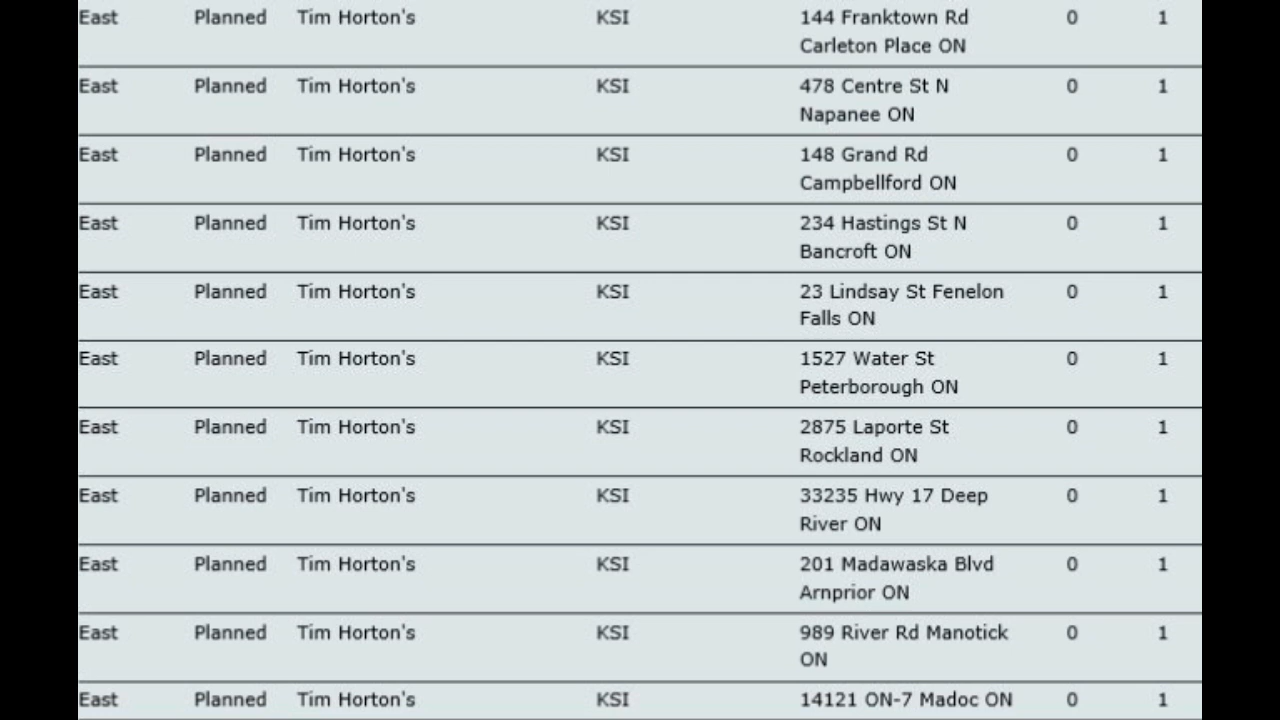 East Planned Tim Horton's KSI 144 Franktown Rd 0 1
Carleton Place ON
East Planned Tim Horton's KSI 478 Centre St N 0 1
Napanee ON
East Planned Tim Horton's KSI 148 Grand Rd 0 1
Campbellford ON
East Planned Tim Horton's KSI 234 Hastings St N 0 1
Bancroft ON
East Planned Tim Horton's KSI 23 Lindsay St Fenelon 0 1
Falls ON
East Planned Tim Horton's KSI 1527 Water St 0 1
Peterborough ON
East Planned Tim Horton's KSI 2875 Laporte St 0 1
Rockland ON
East Planned Tim Horton's KSI 33235 Hwy 17 Deep 0 1
River ON
East Planned Tim Horton's KSI 201 Madawaska Blvd 0 1
Arnprior ON
East Planned Tim Horton's KSI 989 River Rd Manotick 0 1
ON
East Planned Tim Horton's KSI 14121 ON-7 Madoc ON 0 1